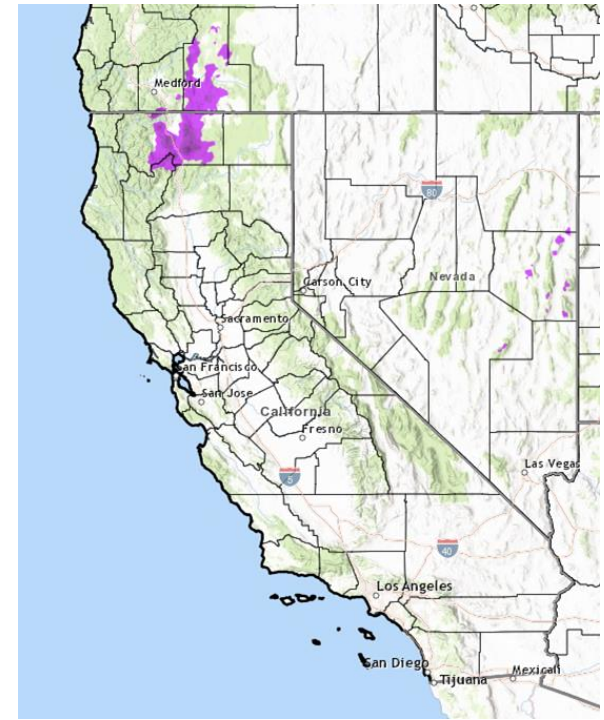 Medford
80
Carson City
Nevada
Sacramento
San Francisco
San Jose
California
Fresno
5
Las Vegas
40
Los Angeles
San Diego
Tijuana
Mexicali